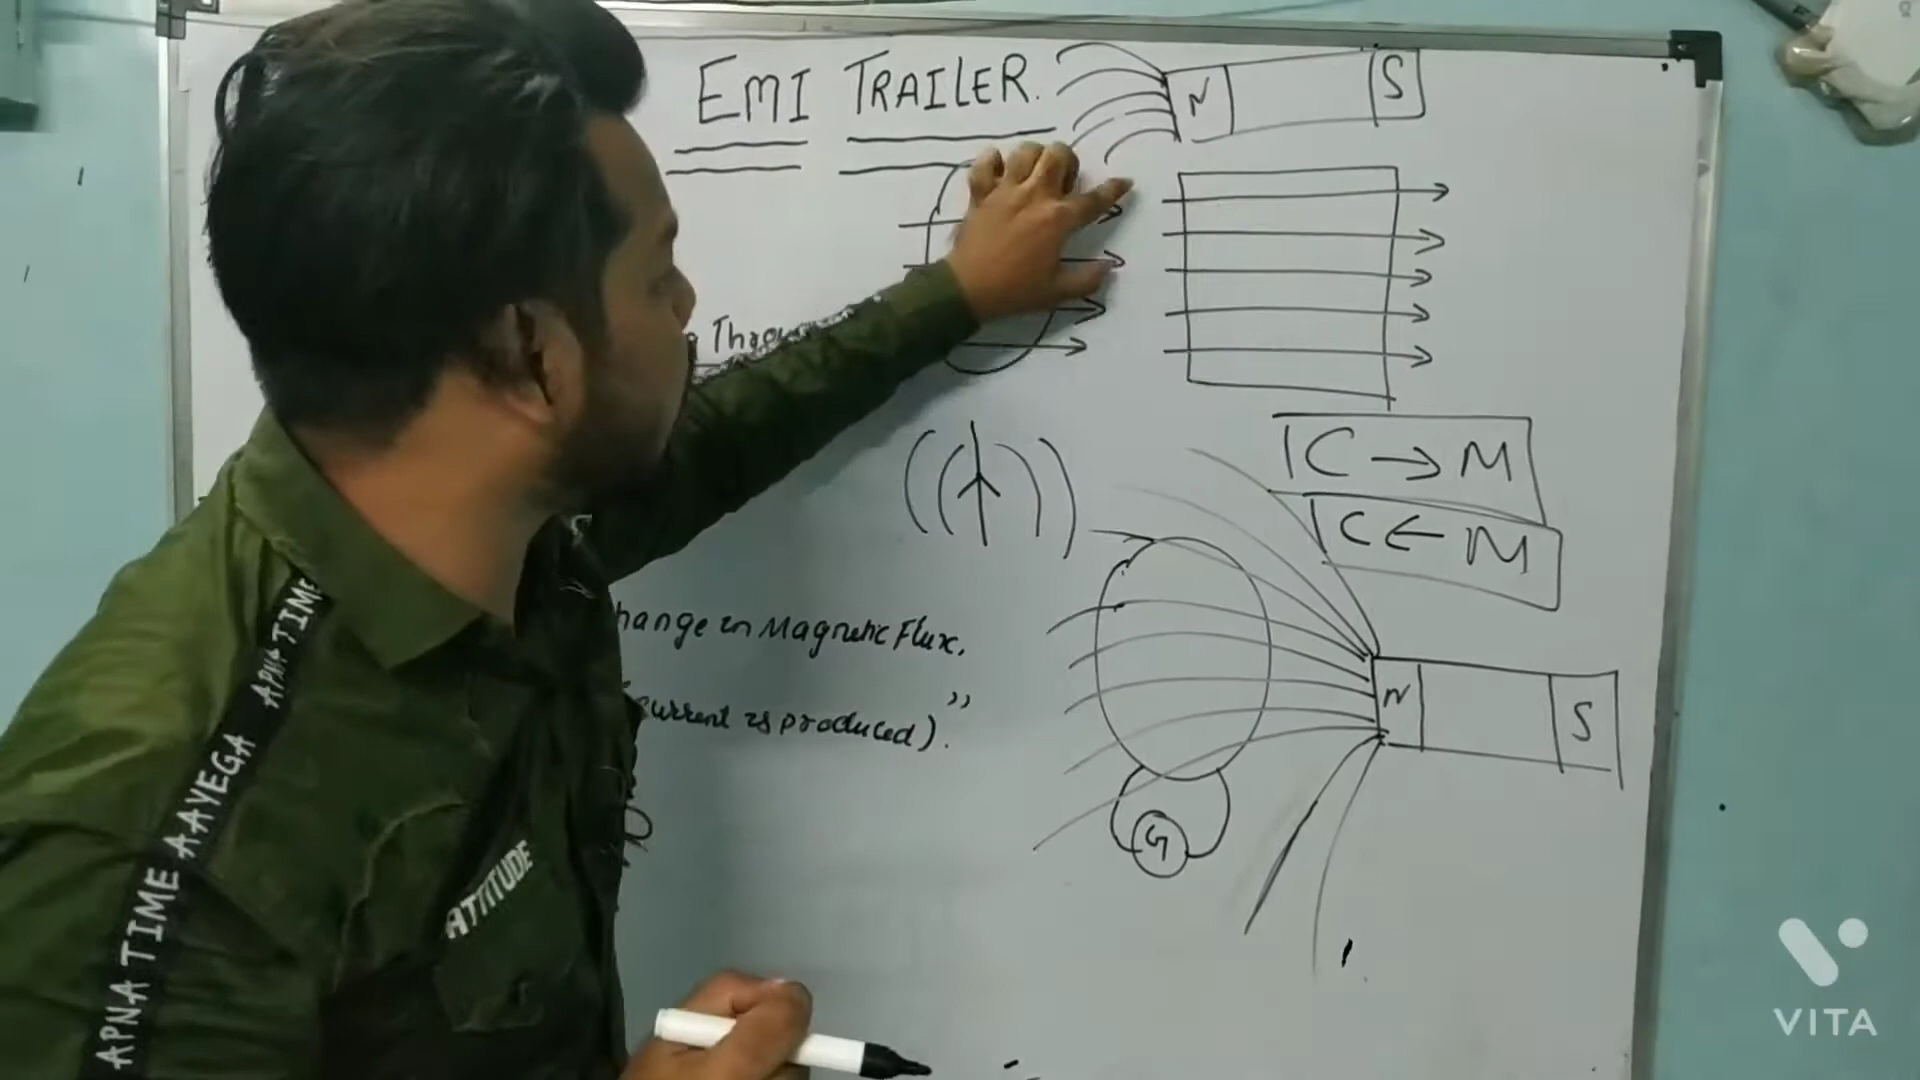 EMI TRAILER.
N S
IC → M
IC ← M
hange in Magnetic Flux,
current is produced).”
N S
G
APNA TIME AAYEGA APNA TIME
ATTITUDE
VITA